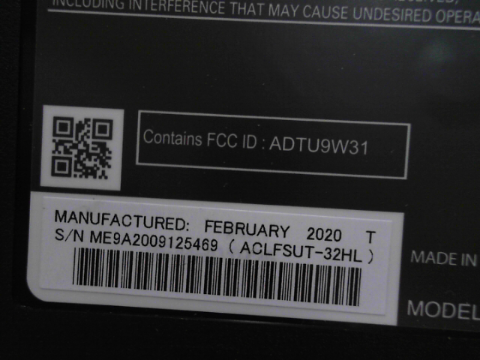 INCLUDING INTERFERENCE THAT MAY CAUSE UNDESIRED OPERA
Contains FCC ID : ADTU9W31
MANUFACTURED: FEBRUARY 2020 T
S/N ME9A2009125469 ( ACLFSUT-32HL )
MADE IN
MODEL